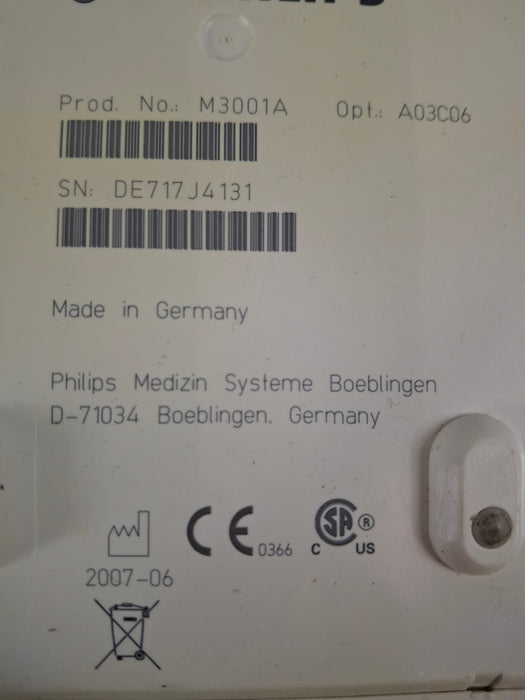 Prod. No.: M3001A Opt.: A03C06
SN: DE717J4131
Made in Germany
Philips Medizin Systeme Boeblingen
D-71034 Boeblingen, Germany
CE 0366
SA ®
C US
2007-06